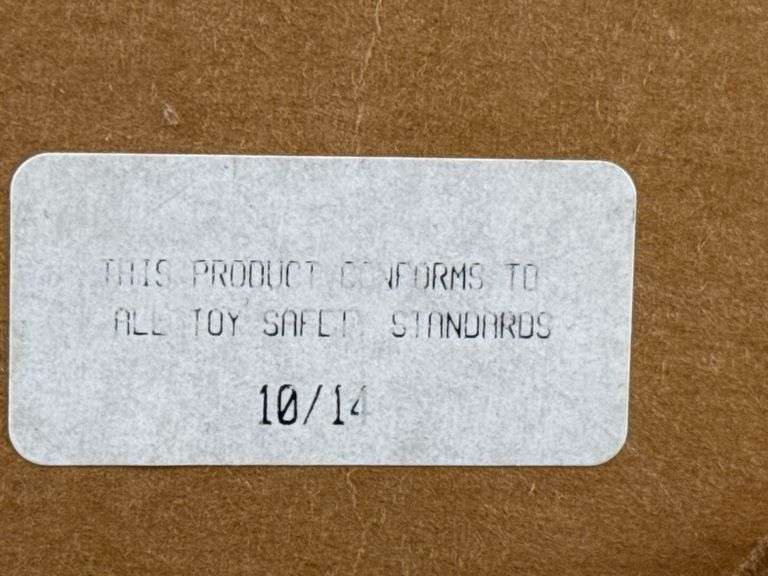 THIS PRODUCT CONFORMS TO
ALL TOY SAFETY STANDARDS
10/14